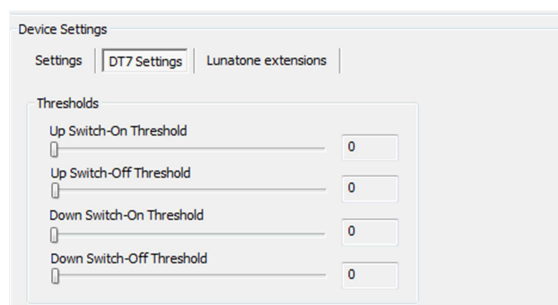 Device Settings
Settings DT7 Settings Lunatone extensions
Thresholds
Up Switch-On Threshold
0
Up Switch-Off Threshold
0
Down Switch-On Threshold
0
Down Switch-Off Threshold
0